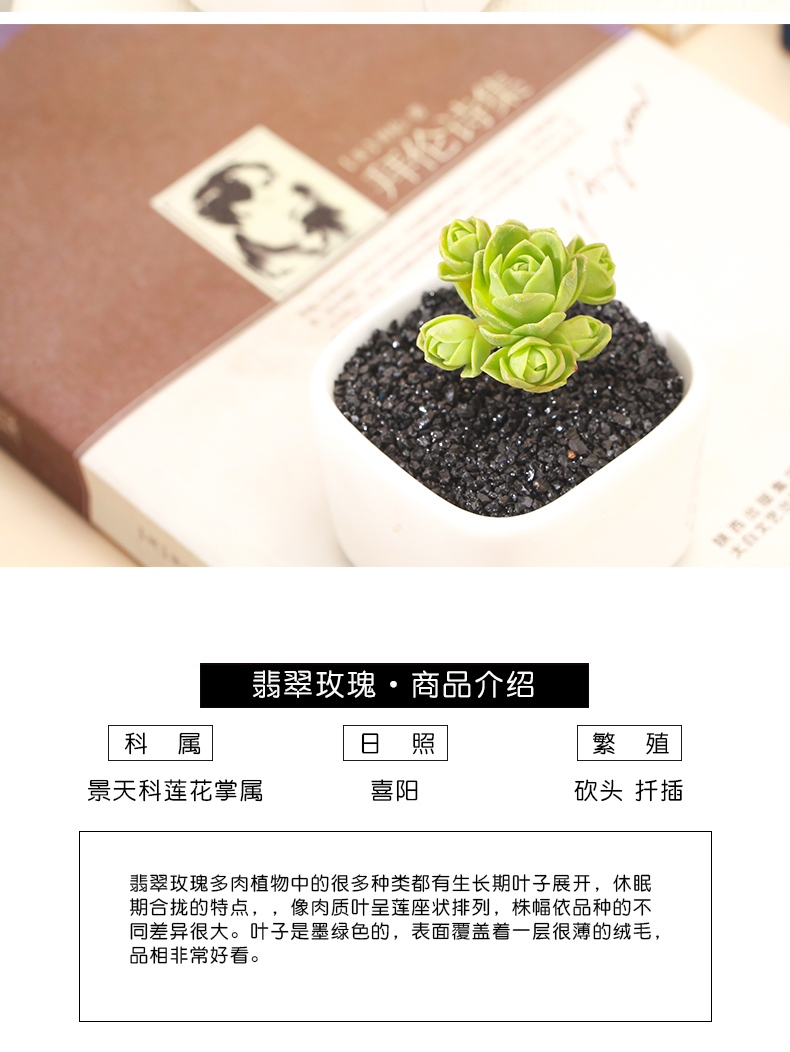 拜伦诗集
翡翠玫瑰·商品介绍
科 属
日 照
繁 殖
景天科莲花掌属
喜阳
砍头 扦插
翡翠玫瑰多肉植物中的很多种类都有生长期叶子展开，休眠
期合拢的特点，，像肉质叶呈莲座状排列，株幅依品种的不
同差异很大。叶子是墨绿色的，表面覆盖着一层很薄的绒毛，
品相非常好看。